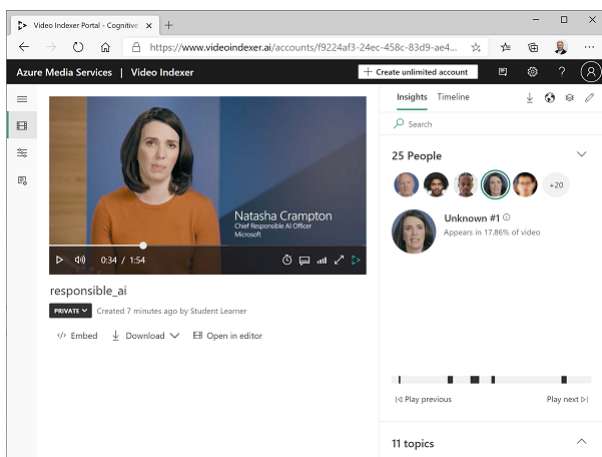 Video Indexer Portal - Cognitive
https://www.videoindexer.ai/accounts/f9224af3-24ec-458c-83d9-ae4...
Azure Media Services | Video Indexer
Create unlimited account
?
Natasha Crampton
Chief Responsible AI Officer
Microsoft
0:34 / 1:54
responsible_ai
PRIVATE
Created 7 minutes ago by Student Learner
Embed
Download
Open in editor
Insights
Timeline
Search
25 People
+20
Unknown #1
Appears in 17.86% of video
Play previous
Play next
11 topics